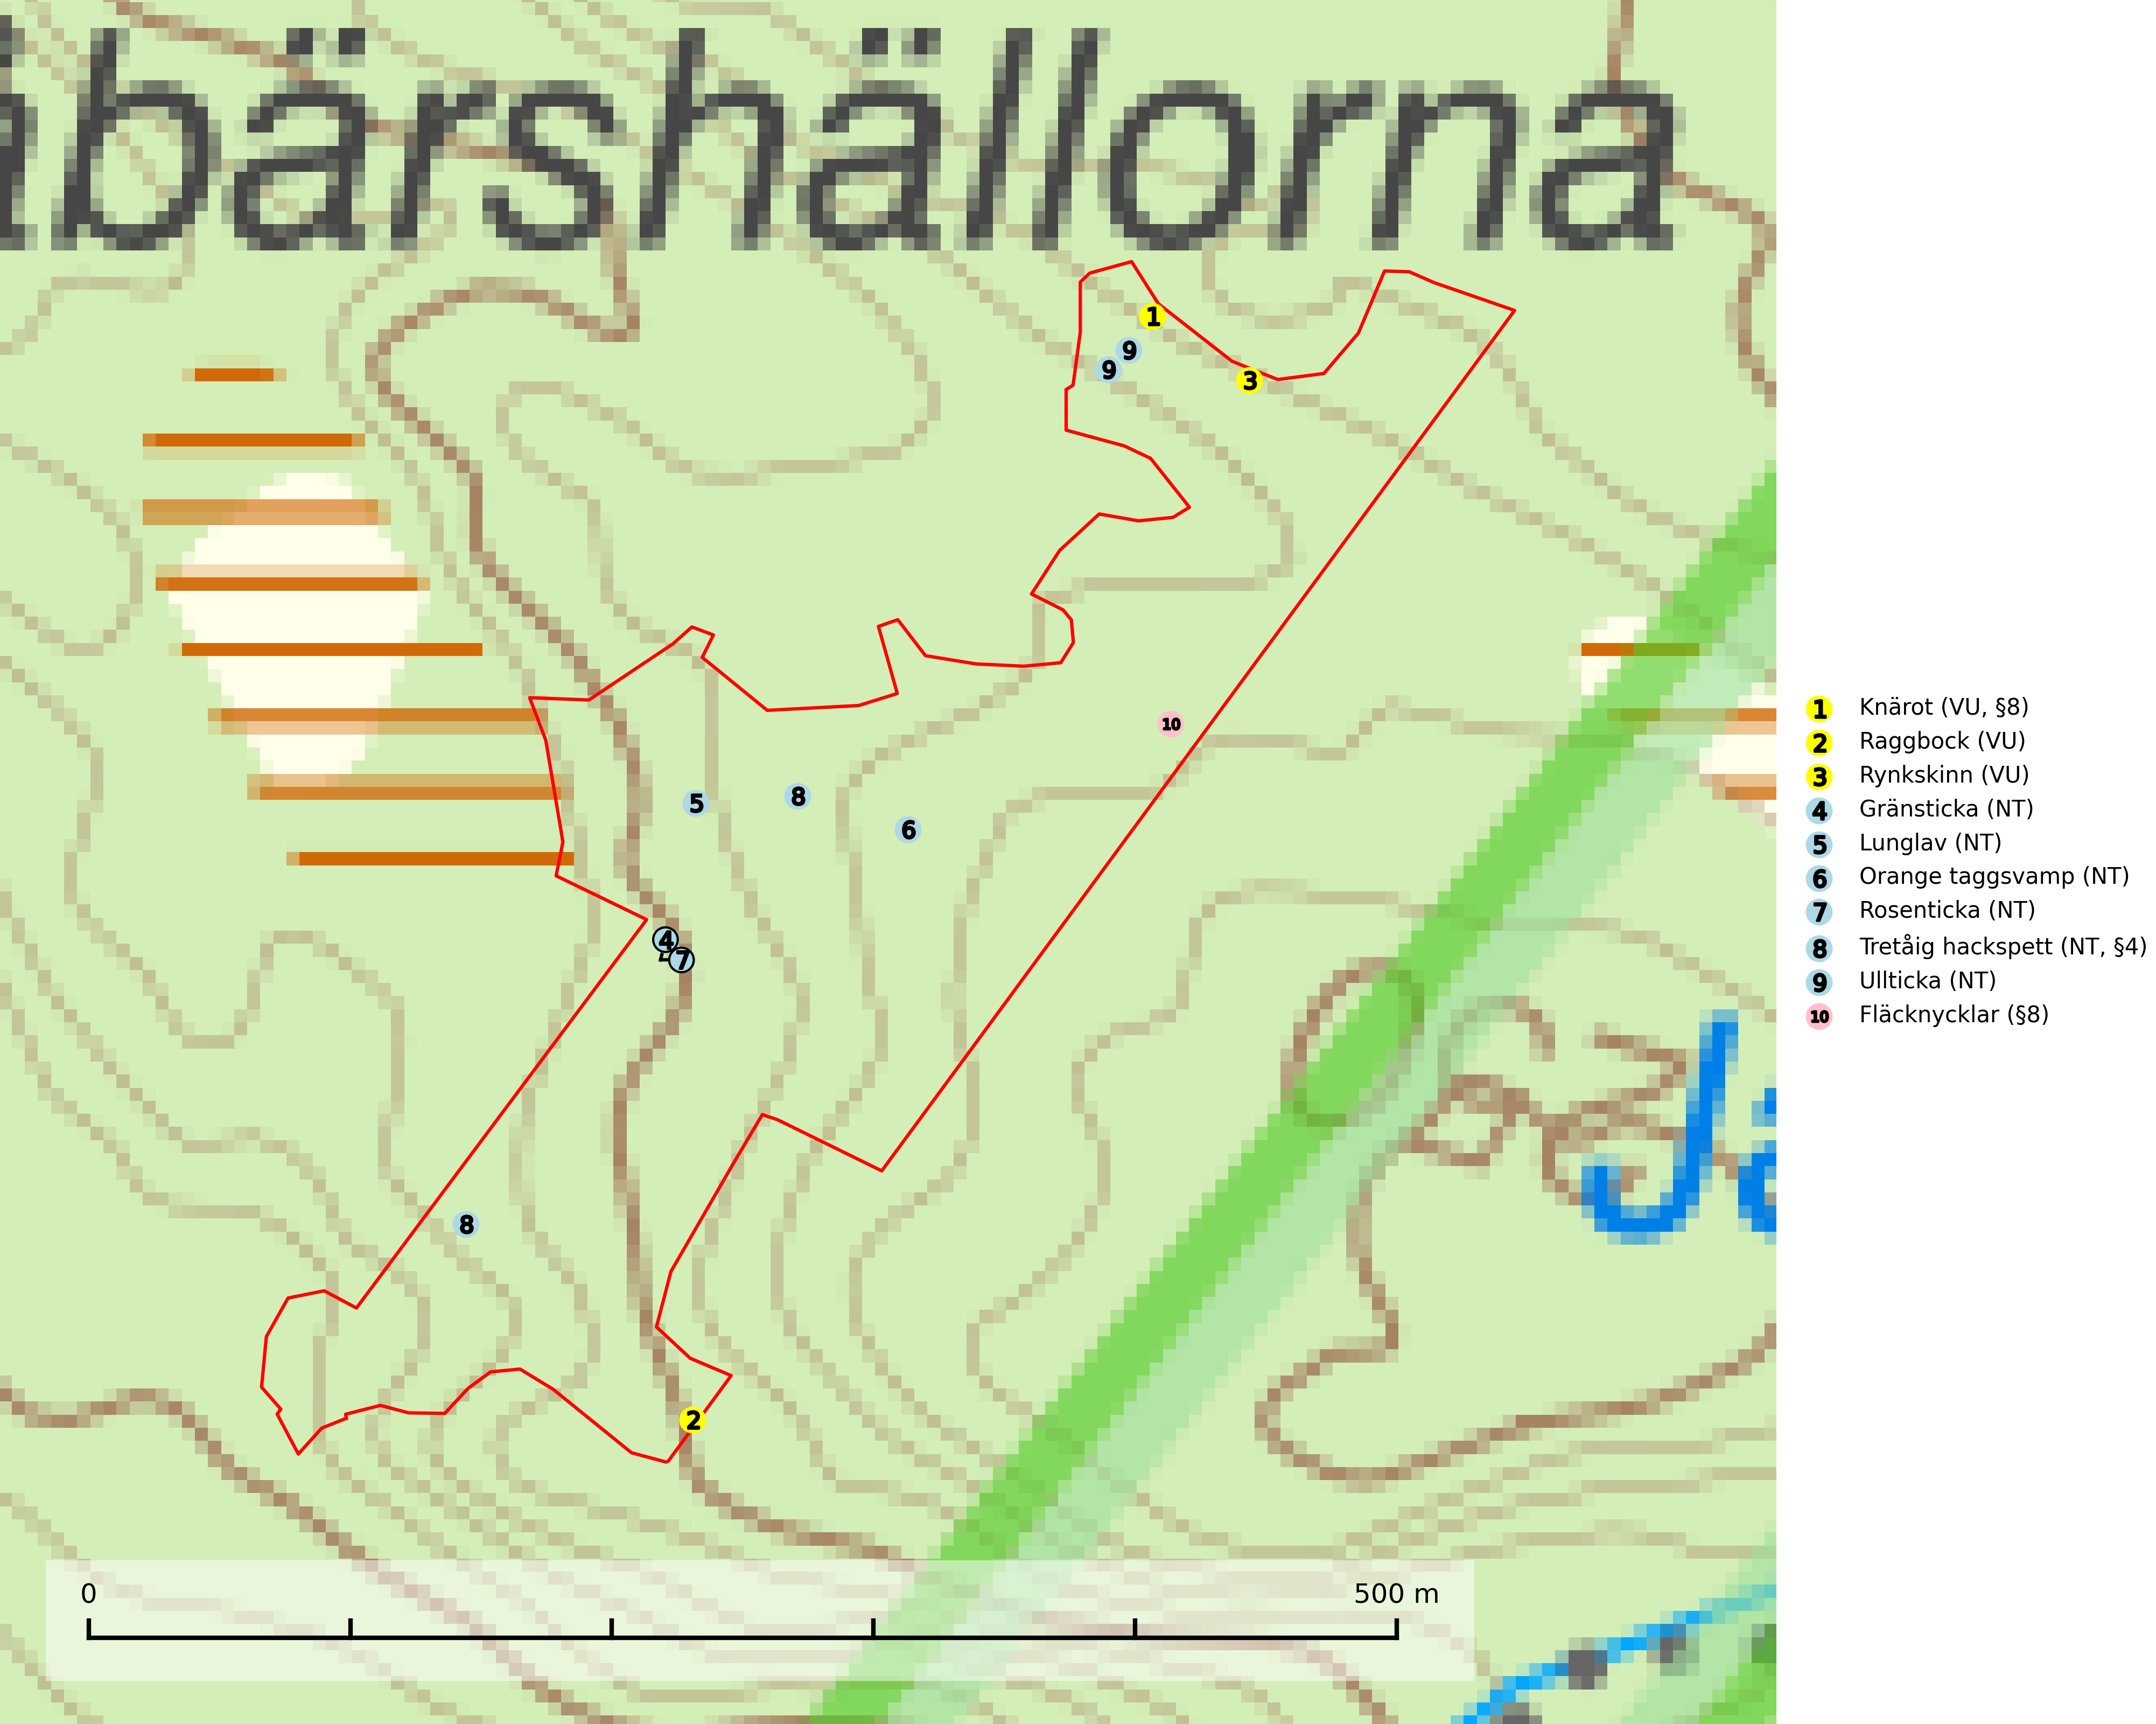 bärshällorna
1
9
9
3
10
5
8
6
4
7
8
2
J
0 500 m
1 Knärot (VU, §8)
2 Raggbock (VU)
3 Rynkskinn (VU)
4 Gränsticka (NT)
5 Lunglav (NT)
6 Orange taggsvamp (NT)
7 Rosenticka (NT)
8 Tretåig hackspett (NT, §4)
9 Ullticka (NT)
10 Fläcknycklar (§8)